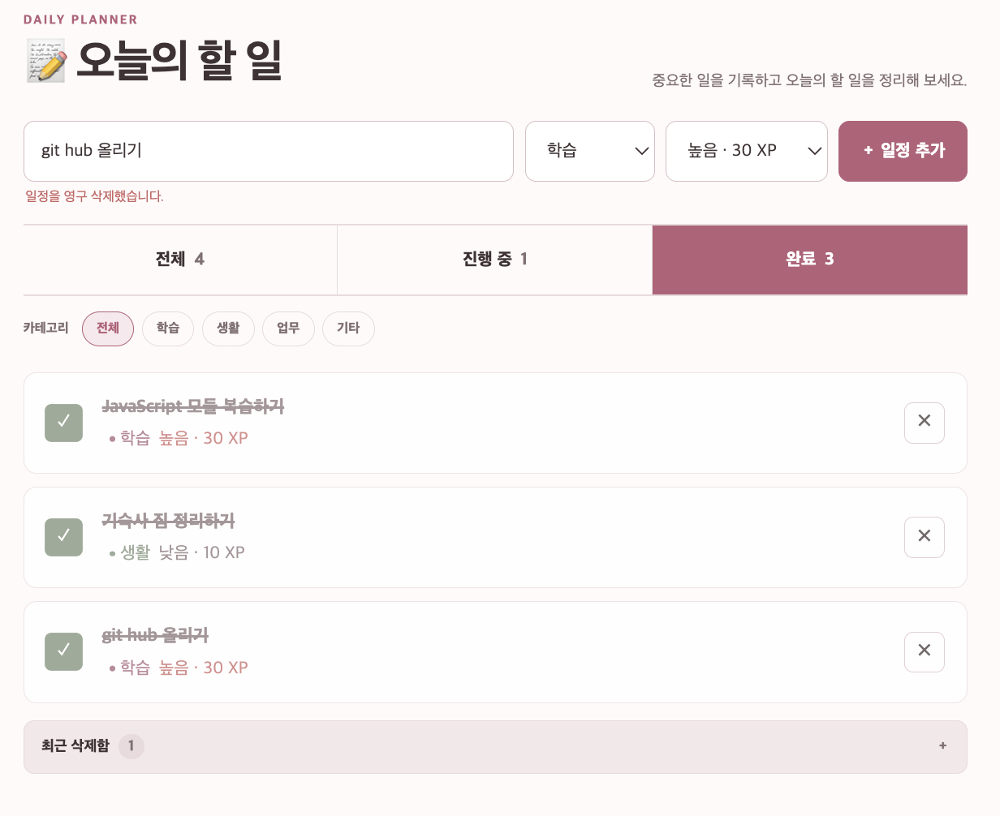 DAILY PLANNER
오늘의 할 일
중요한 일을 기록하고 오늘의 할 일을 정리해 보세요.
git hub 올리기
학습
높음 · 30 XP
+ 일정 추가
일정을 영구 삭제했습니다.
전체 4
진행 중 1
완료 3
카테고리 전체 학습 생활 업무 기타
✓ JavaScript 모듈 복습하기 ✕
• 학습 높음 · 30 XP
✓ 기숙사 짐 정리하기 ✕
• 생활 낮음 · 10 XP
✓ git hub 올리기 ✕
• 학습 높음 · 30 XP
최근 삭제함 1 +